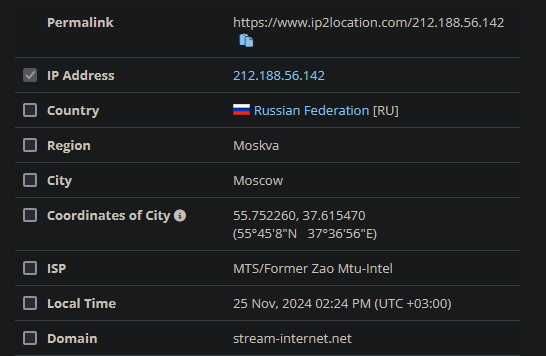 Permalink https://www.ip2location.com/212.188.56.142
IP Address 212.188.56.142
Country Russian Federation [RU]
Region Moskva
City Moscow
Coordinates of City 55.752260, 37.615470
(55°45'8"N 37°36'56"E)
ISP MTS/Former Zao Mtu-Intel
Local Time 25 Nov, 2024 02:24 PM (UTC +03:00)
Domain stream-internet.net